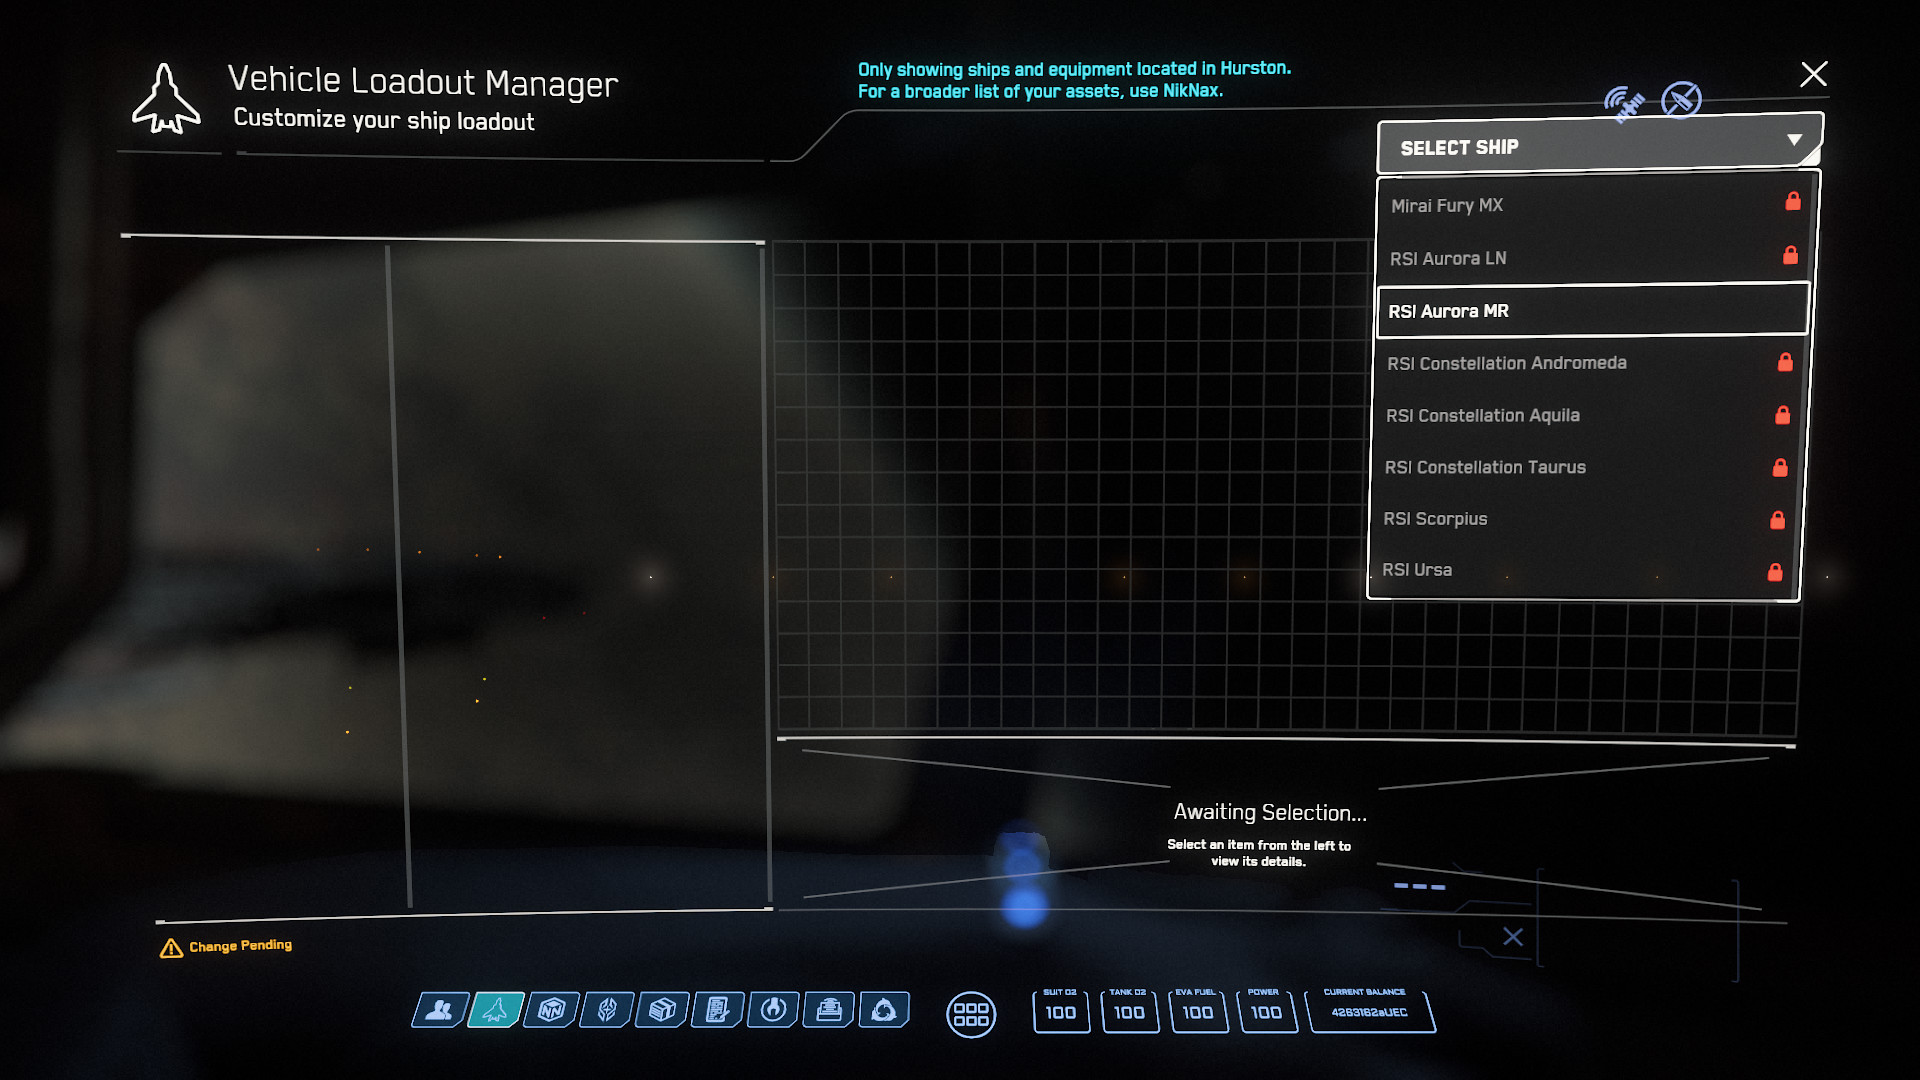 Vehicle Loadout Manager
Customize your ship loadout
Only showing ships and equipment located in Hurston.
For a broader list of your assets, use NikNax.
SELECT SHIP
Mirai Fury MX
RSI Aurora LN
RSI Aurora MR
RSI Constellation Andromeda
RSI Constellation Aquila
RSI Constellation Taurus
RSI Scorpius
RSI Ursa
Awaiting Selection...
Select an item from the left to
view its details.
Change Pending
SUIT O2
100
TANK O2
100
EVA FUEL
100
POWER
100
CURRENT BALANCE
4263162aUEC